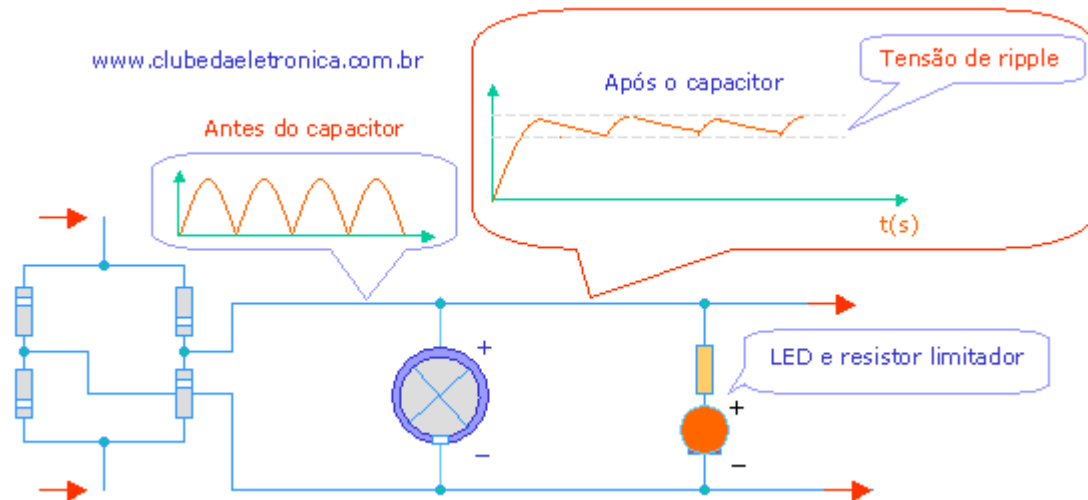 www.clubedaeletronica.com.br
Tensão de ripple
Após o capacitor
Antes do capacitor
t(s)
LED e resistor limitador
+
−
+
−